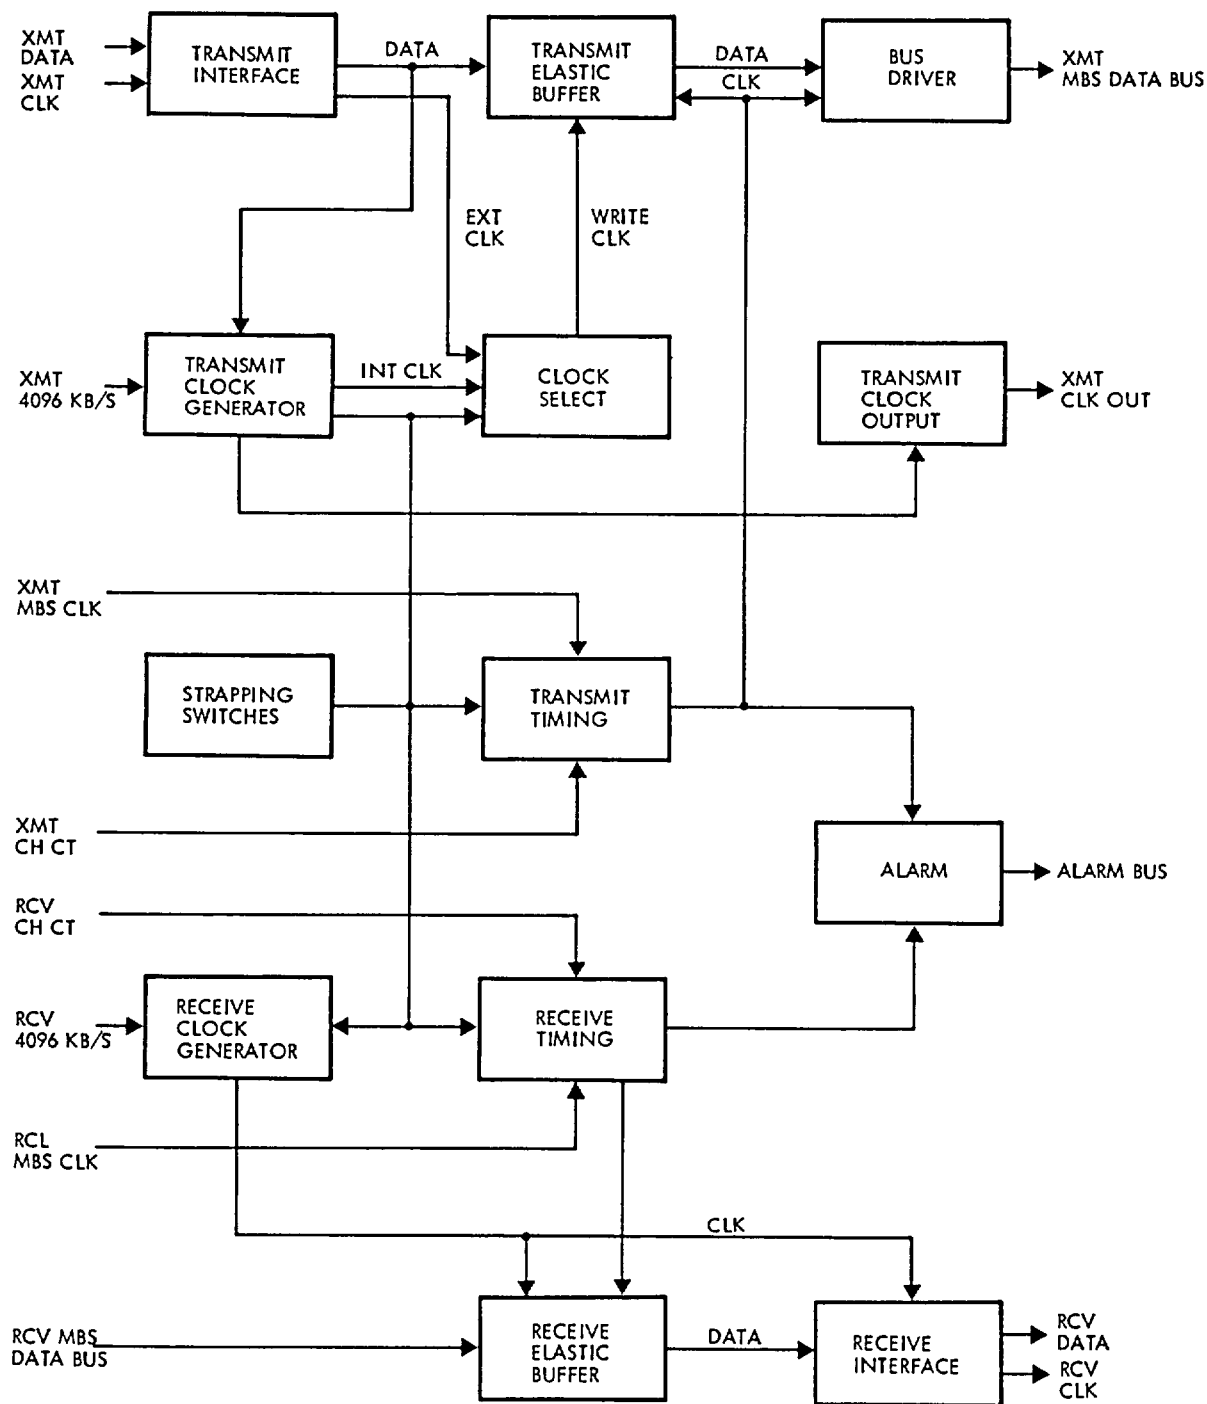 XMT
DATA
XMT
CLK
TRANSMIT
INTERFACE
DATA
TRANSMIT
ELASTIC
BUFFER
DATA
CLK
BUS
DRIVER
XMT
MBS DATA BUS
EXT
CLK
WRITE
CLK
XMT
4096 KB/S
TRANSMIT
CLOCK
GENERATOR
INT CLK
CLOCK
SELECT
TRANSMIT
CLOCK
OUTPUT
XMT
CLK OUT
XMT
MBS CLK
STRAPPING
SWITCHES
TRANSMIT
TIMING
XMT
CH CT
ALARM
ALARM BUS
RCV
CH CT
RCV
4096 KB/S
RECEIVE
CLOCK
GENERATOR
RECEIVE
TIMING
RCL
MBS CLK
CLK
RCV MBS
DATA BUS
RECEIVE
ELASTIC
BUFFER
DATA
RECEIVE
INTERFACE
RCV
DATA
RCV
CLK